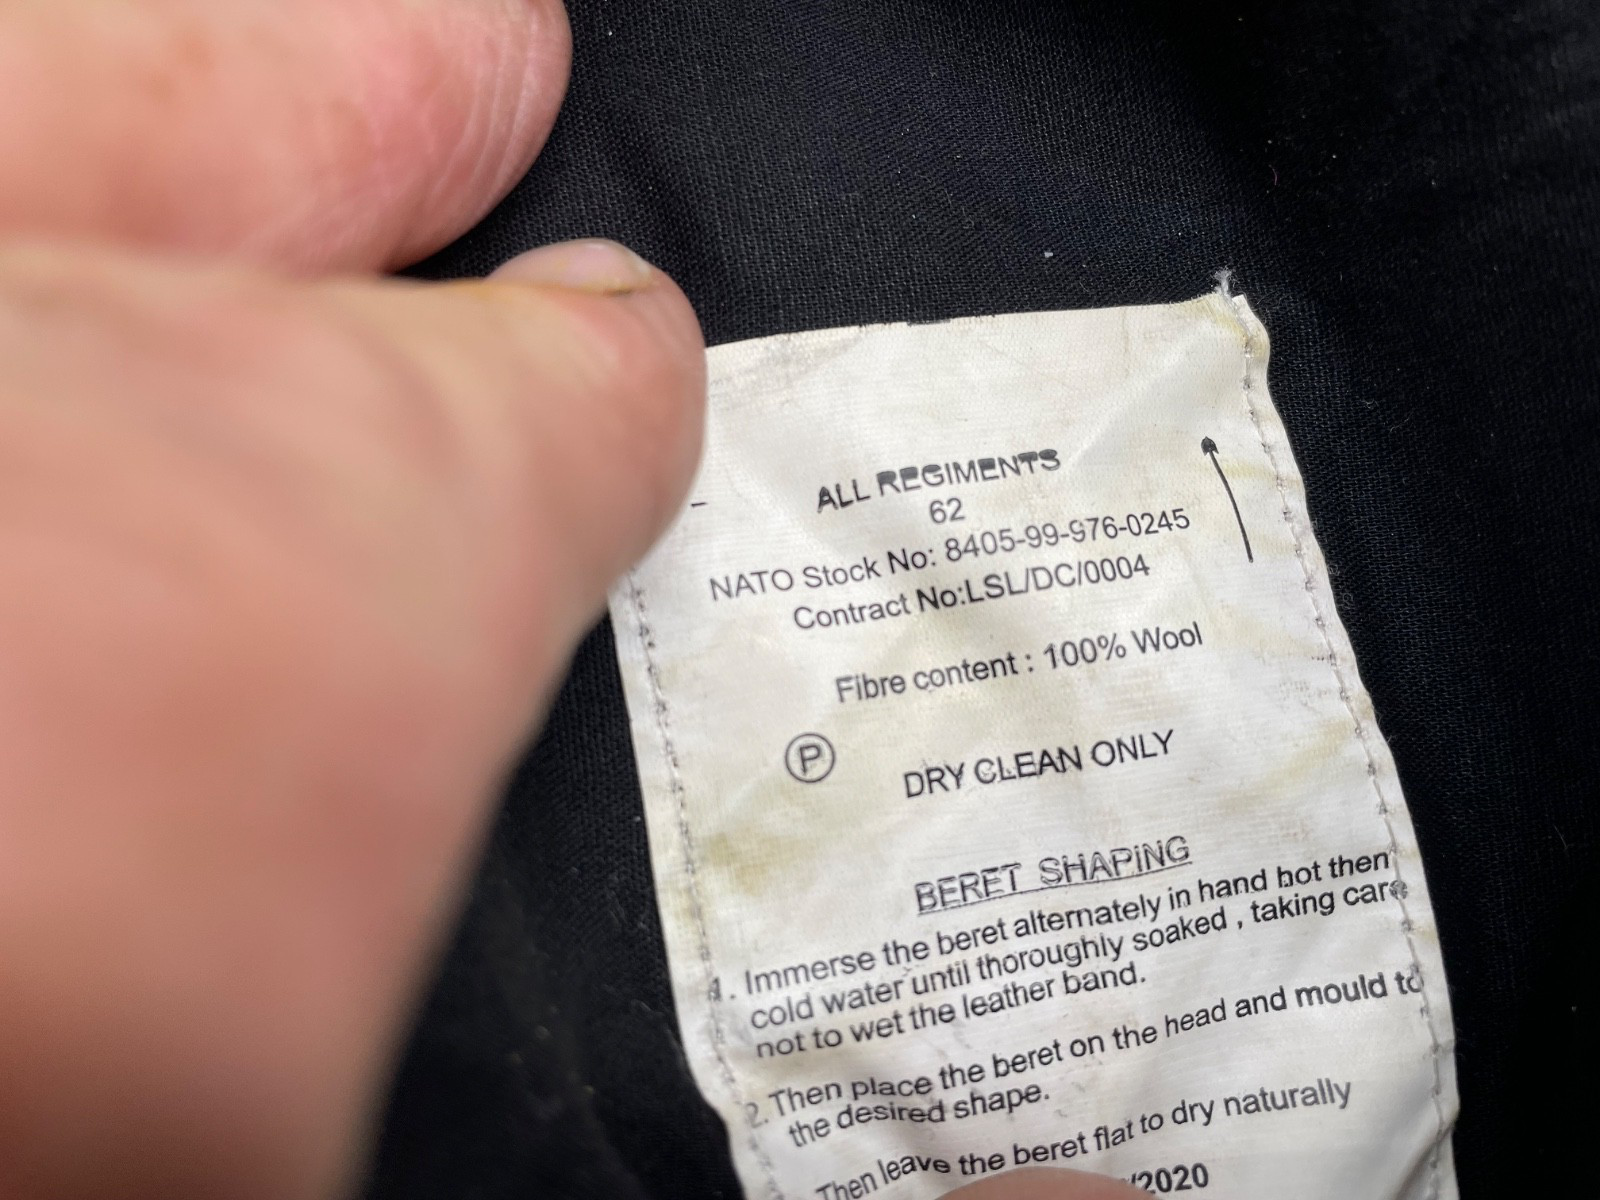 ALL REGIMENTS
62
NATO Stock No: 8405-99-976-0245
Contract No:LSL/DC/0004
Fibre content : 100% Wool
P
DRY CLEAN ONLY
BERET SHAPING
1. Immerse the beret alternately in hand hot then
cold water until thoroughly soaked , taking care
not to wet the leather band.
2. Then place the beret on the head and mould to
the desired shape.
Then leave the beret flat to dry naturally
/2020